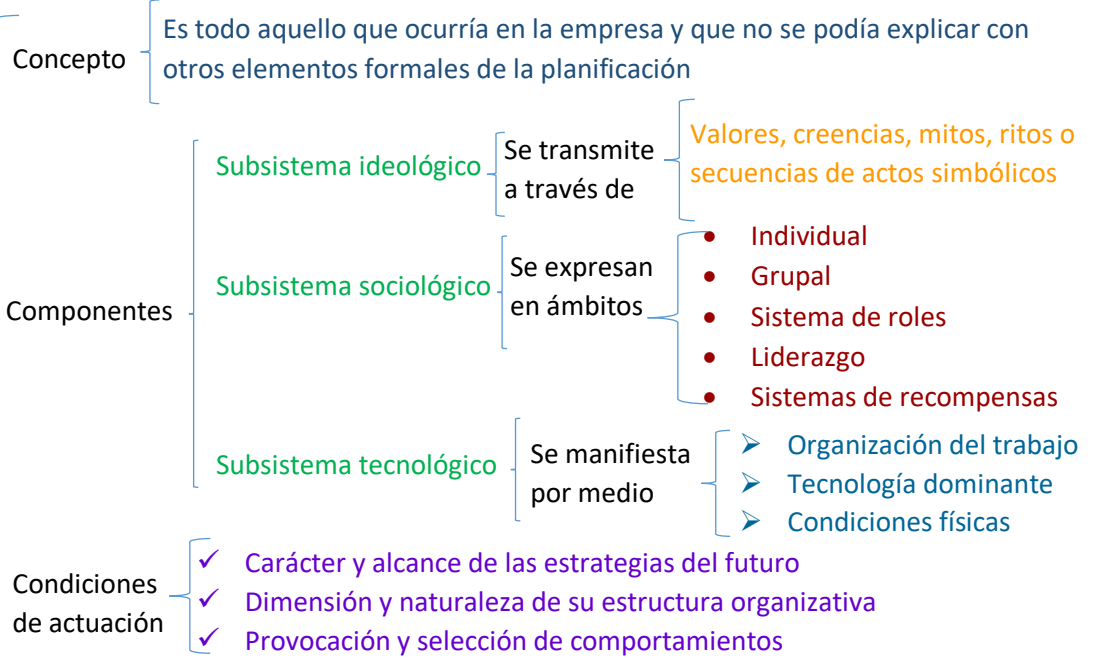 Concepto
Es todo aquello que ocurría en la empresa y que no se podía explicar con
otros elementos formales de la planificación
Componentes
Subsistema ideológico
Se transmite
a través de
Valores, creencias, mitos, ritos o
secuencias de actos simbólicos
Subsistema sociológico
Se expresan
en ámbitos
• Individual
• Grupal
• Sistema de roles
• Liderazgo
• Sistemas de recompensas
Subsistema tecnológico
Se manifiesta
por medio
➢ Organización del trabajo
➢ Tecnología dominante
➢ Condiciones físicas
Condiciones
de actuación
✓ Carácter y alcance de las estrategias del futuro
✓ Dimensión y naturaleza de su estructura organizativa
✓ Provocación y selección de comportamientos